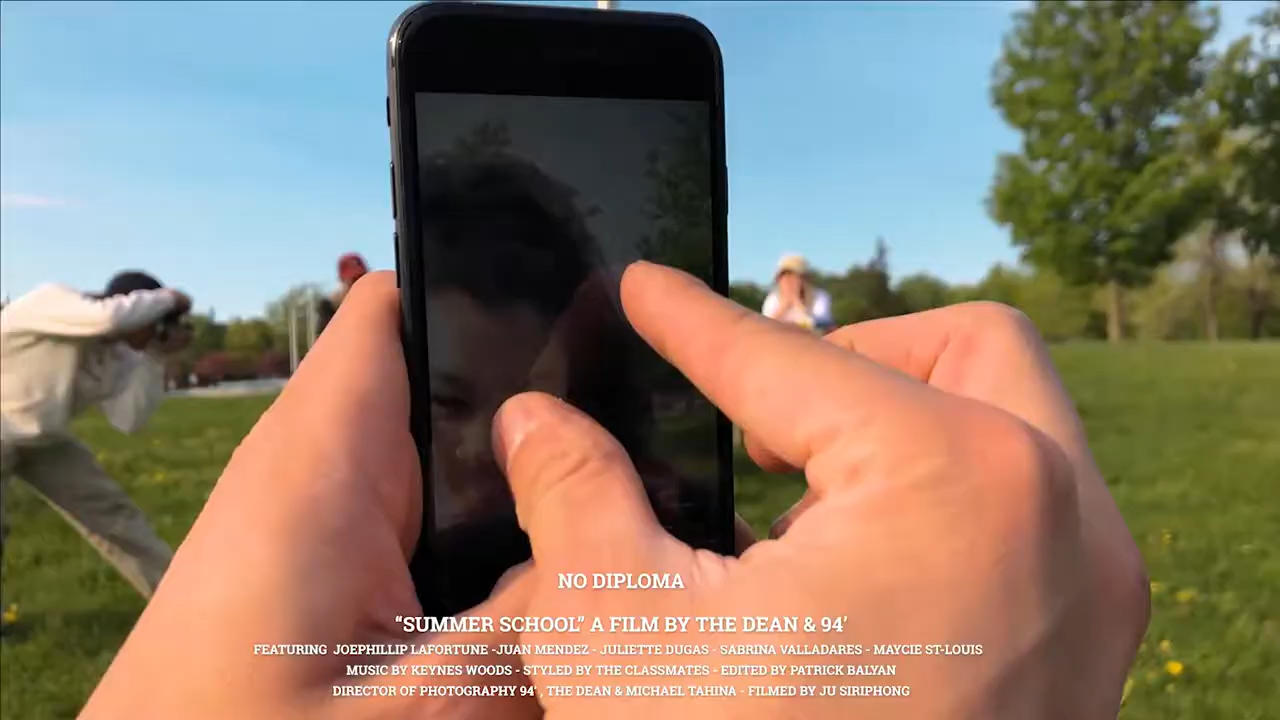 NO DIPLOMA
“SUMMER SCHOOL” A FILM BY THE DEAN & 94’
FEATURING JOEPHILLIP LAFORTUNE -JUAN MENDEZ - JULIETTE DUGAS - SABRINA VALLADARES - MAYCIE ST-LOUIS
MUSIC BY KEYNES WOODS - STYLED BY THE CLASSMATES - EDITED BY PATRICK BALYAN
DIRECTOR OF PHOTOGRAPHY 94’ , THE DEAN & MICHAEL TAHINA - FILMED BY JU SIRIPHONG